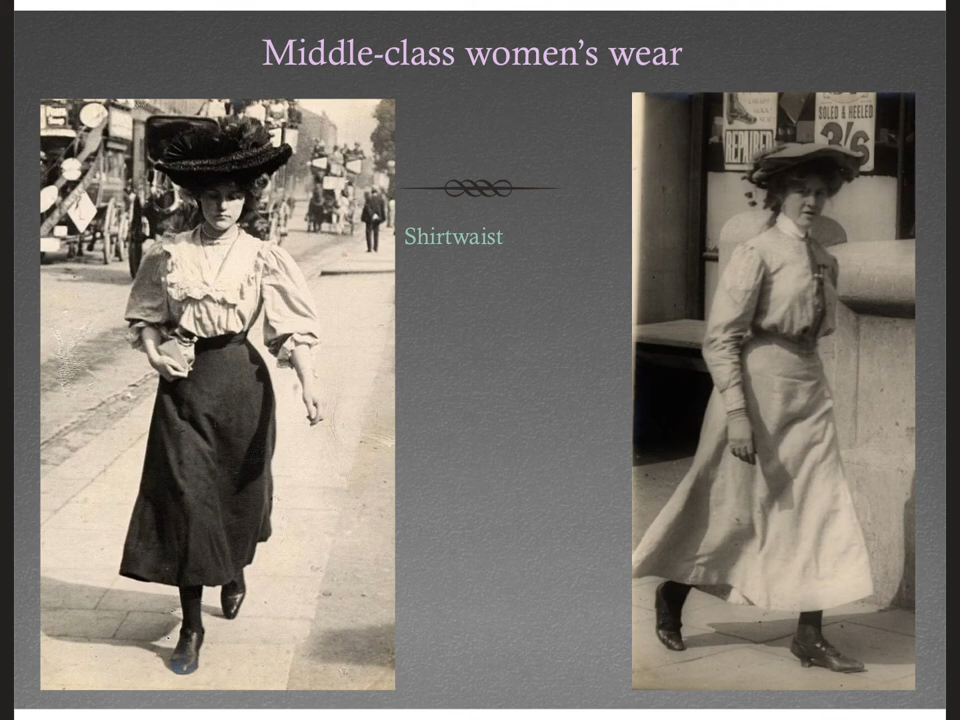 Middle-class women's wear
Shirtwaist
REPAIRED
SOLED & HEELED
3/6